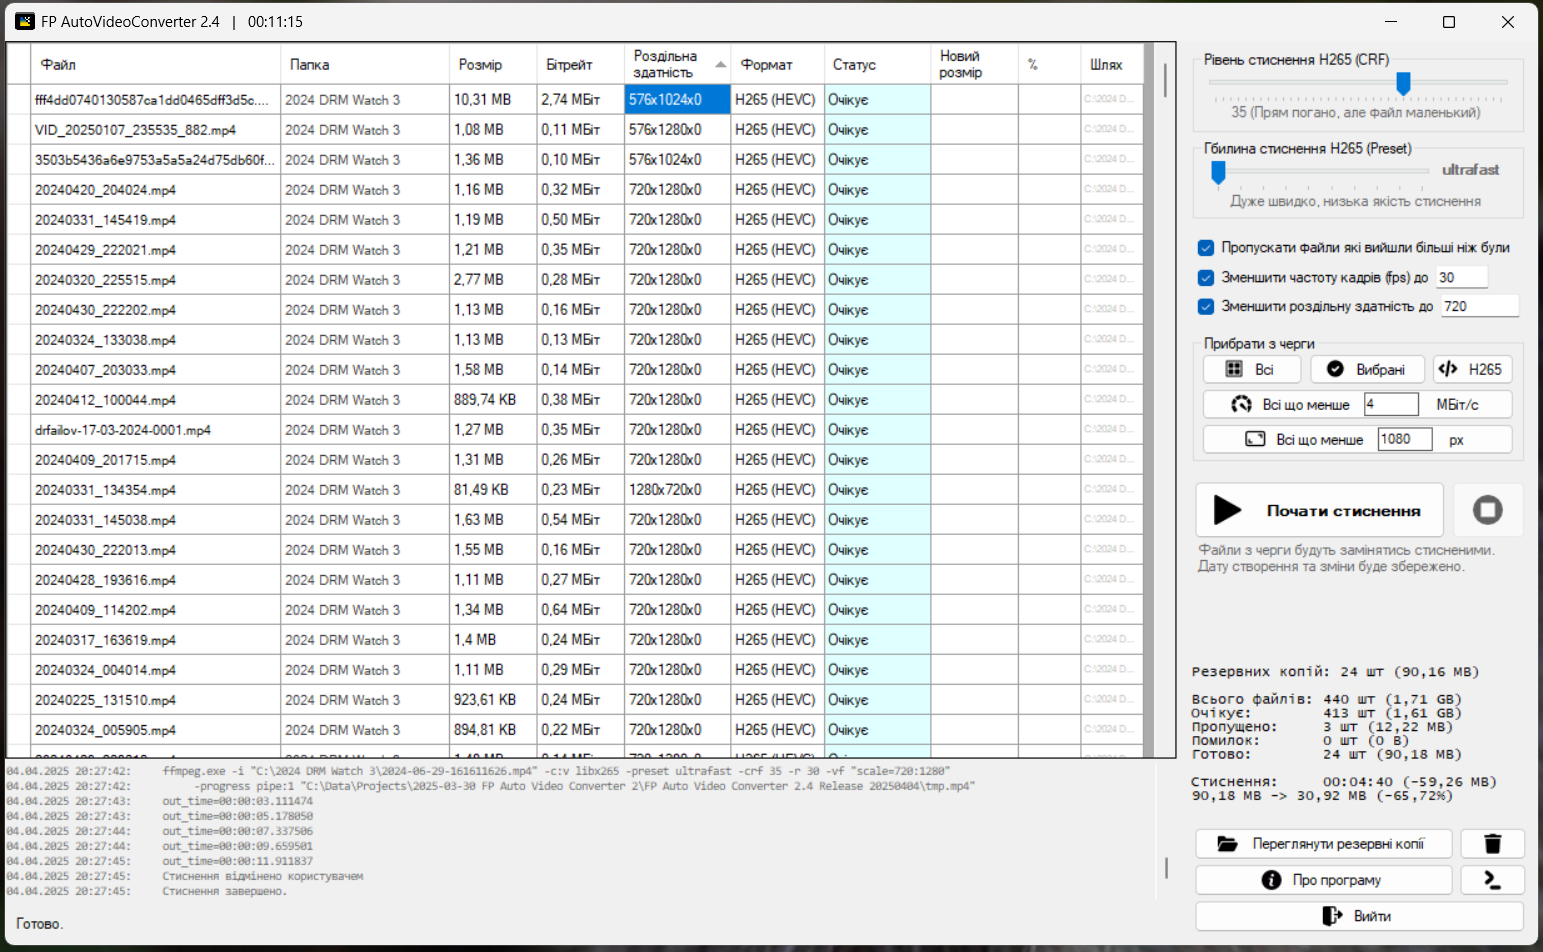 FP AutoVideoConverter 2.4 | 00:11:15
Файл Папка Розмір Бітрейт Роздільна здатність Формат Статус Новий розмір % Шлях
fff4dd0740130587ca1dd0465dff3d5c.... 2024 DRM Watch 3 10,31 MB 2,74 МБіт 576x1024x0 H265 (HEVC) Очікує C:\2024 D...
VID_20250107_235535_882.mp4 2024 DRM Watch 3 1,08 MB 0,11 МБіт 576x1280x0 H265 (HEVC) Очікує C:\2024 D...
3503b5436a6e9753a5a5a24d75db60f... 2024 DRM Watch 3 1,36 MB 0,10 МБіт 576x1024x0 H265 (HEVC) Очікує C:\2024 D...
20240420_204024.mp4 2024 DRM Watch 3 1,16 MB 0,32 МБіт 720x1280x0 H265 (HEVC) Очікує C:\2024 D...
20240331_145419.mp4 2024 DRM Watch 3 1,19 MB 0,50 МБіт 720x1280x0 H265 (HEVC) Очікує C:\2024 D...
20240429_222021.mp4 2024 DRM Watch 3 1,21 MB 0,35 МБіт 720x1280x0 H265 (HEVC) Очікує C:\2024 D...
20240320_225515.mp4 2024 DRM Watch 3 2,77 MB 0,28 МБіт 720x1280x0 H265 (HEVC) Очікує C:\2024 D...
20240430_222202.mp4 2024 DRM Watch 3 1,13 MB 0,16 МБіт 720x1280x0 H265 (HEVC) Очікує C:\2024 D...
20240324_133038.mp4 2024 DRM Watch 3 1,13 MB 0,13 МБіт 720x1280x0 H265 (HEVC) Очікує C:\2024 D...
20240407_203033.mp4 2024 DRM Watch 3 1,58 MB 0,14 МБіт 720x1280x0 H265 (HEVC) Очікує C:\2024 D...
20240412_100044.mp4 2024 DRM Watch 3 889,74 KB 0,38 МБіт 720x1280x0 H265 (HEVC) Очікує C:\2024 D...
drfailov-17-03-2024-0001.mp4 2024 DRM Watch 3 1,27 MB 0,35 МБіт 720x1280x0 H265 (HEVC) Очікує C:\2024 D...
20240409_201715.mp4 2024 DRM Watch 3 1,31 MB 0,26 МБіт 720x1280x0 H265 (HEVC) Очікує C:\2024 D...
20240331_134354.mp4 2024 DRM Watch 3 81,49 KB 0,23 МБіт 1280x720x0 H265 (HEVC) Очікує C:\2024 D...
20240331_145038.mp4 2024 DRM Watch 3 1,63 MB 0,54 МБіт 720x1280x0 H265 (HEVC) Очікує C:\2024 D...
20240430_222013.mp4 2024 DRM Watch 3 1,55 MB 0,16 МБіт 720x1280x0 H265 (HEVC) Очікує C:\2024 D...
20240428_193616.mp4 2024 DRM Watch 3 1,11 MB 0,27 МБіт 720x1280x0 H265 (HEVC) Очікує C:\2024 D...
20240409_114202.mp4 2024 DRM Watch 3 1,34 MB 0,64 МБіт 720x1280x0 H265 (HEVC) Очікує C:\2024 D...
20240317_163619.mp4 2024 DRM Watch 3 1,4 MB 0,24 МБіт 720x1280x0 H265 (HEVC) Очікує C:\2024 D...
20240324_004014.mp4 2024 DRM Watch 3 1,11 MB 0,29 МБіт 720x1280x0 H265 (HEVC) Очікує C:\2024 D...
20240225_131510.mp4 2024 DRM Watch 3 923,61 KB 0,24 МБіт 720x1280x0 H265 (HEVC) Очікує C:\2024 D...
20240324_005905.mp4 2024 DRM Watch 3 894,81 KB 0,22 МБіт 720x1280x0 H265 (HEVC) Очікує C:\2024 D...
04.04.2025 20:27:42: ffmpeg.exe -i "C:\2024 DRM Watch 3\2024-06-29-161611626.mp4" -c:v libx265 -preset ultrafast -crf 35 -r 30 -vf "scale=720:1280"
04.04.2025 20:27:42: -progress pipe:1 "C:\Data\Projects\2025-03-30 FP Auto Video Converter 2\FP Auto Video Converter 2.4 Release 20250404\tmp.mp4"
04.04.2025 20:27:43: out_time=00:00:03.111474
04.04.2025 20:27:43: out_time=00:00:05.178050
04.04.2025 20:27:44: out_time=00:00:07.337506
04.04.2025 20:27:44: out_time=00:00:09.659501
04.04.2025 20:27:45: out_time=00:00:11.911837
04.04.2025 20:27:45: Стиснення відмінено користувачем
04.04.2025 20:27:45: Стиснення завершено.
Готово.
Рівень стиснення H265 (CRF)
35 (Прям погано, але файл маленький)
Гбилина стиснення H265 (Preset)
ultrafast
Дуже швидко, низька якість стиснення
Пропускати файли які вийшли більші ніж були
Зменшити частоту кадрів (fps) до 30
Зменшити роздільну здатність до 720
Прибрати з черги
Всі Вибрані H265
Всі що менше 4 МБіт/с
Всі що менше 1080 px
Почати стиснення
Файли з черги будуть замінятись стисненими.
Дату створення та зміни буде збережено.
Резервних копій: 24 шт (90,16 MB)
Всього файлів: 440 шт (1,71 GB)
Очікує: 413 шт (1,61 GB)
Пропущено: 3 шт (12,22 MB)
Помилок: 0 шт (0 B)
Готово: 24 шт (90,18 MB)
Стиснення: 00:04:40 (-59,26 MB)
90,18 MB -> 30,92 MB (-65,72%)
Переглянути резервні копії
Про програму
Вийти